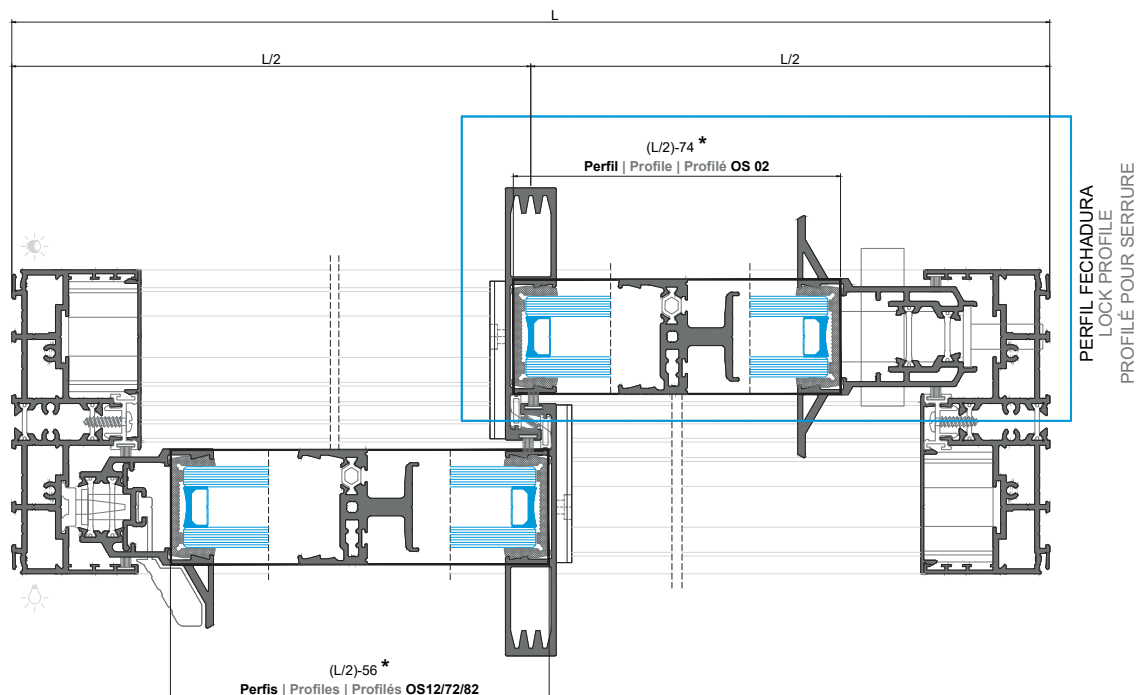 L
L/2
L/2
(L/2)-74 *
Perfil | Profile | Profilé OS 02
PERFIL FECHADURA
LOCK PROFILE
PROFILÉ POUR SERRURE
(L/2)-56 *
Perfis | Profiles | Profilés OS12/72/82